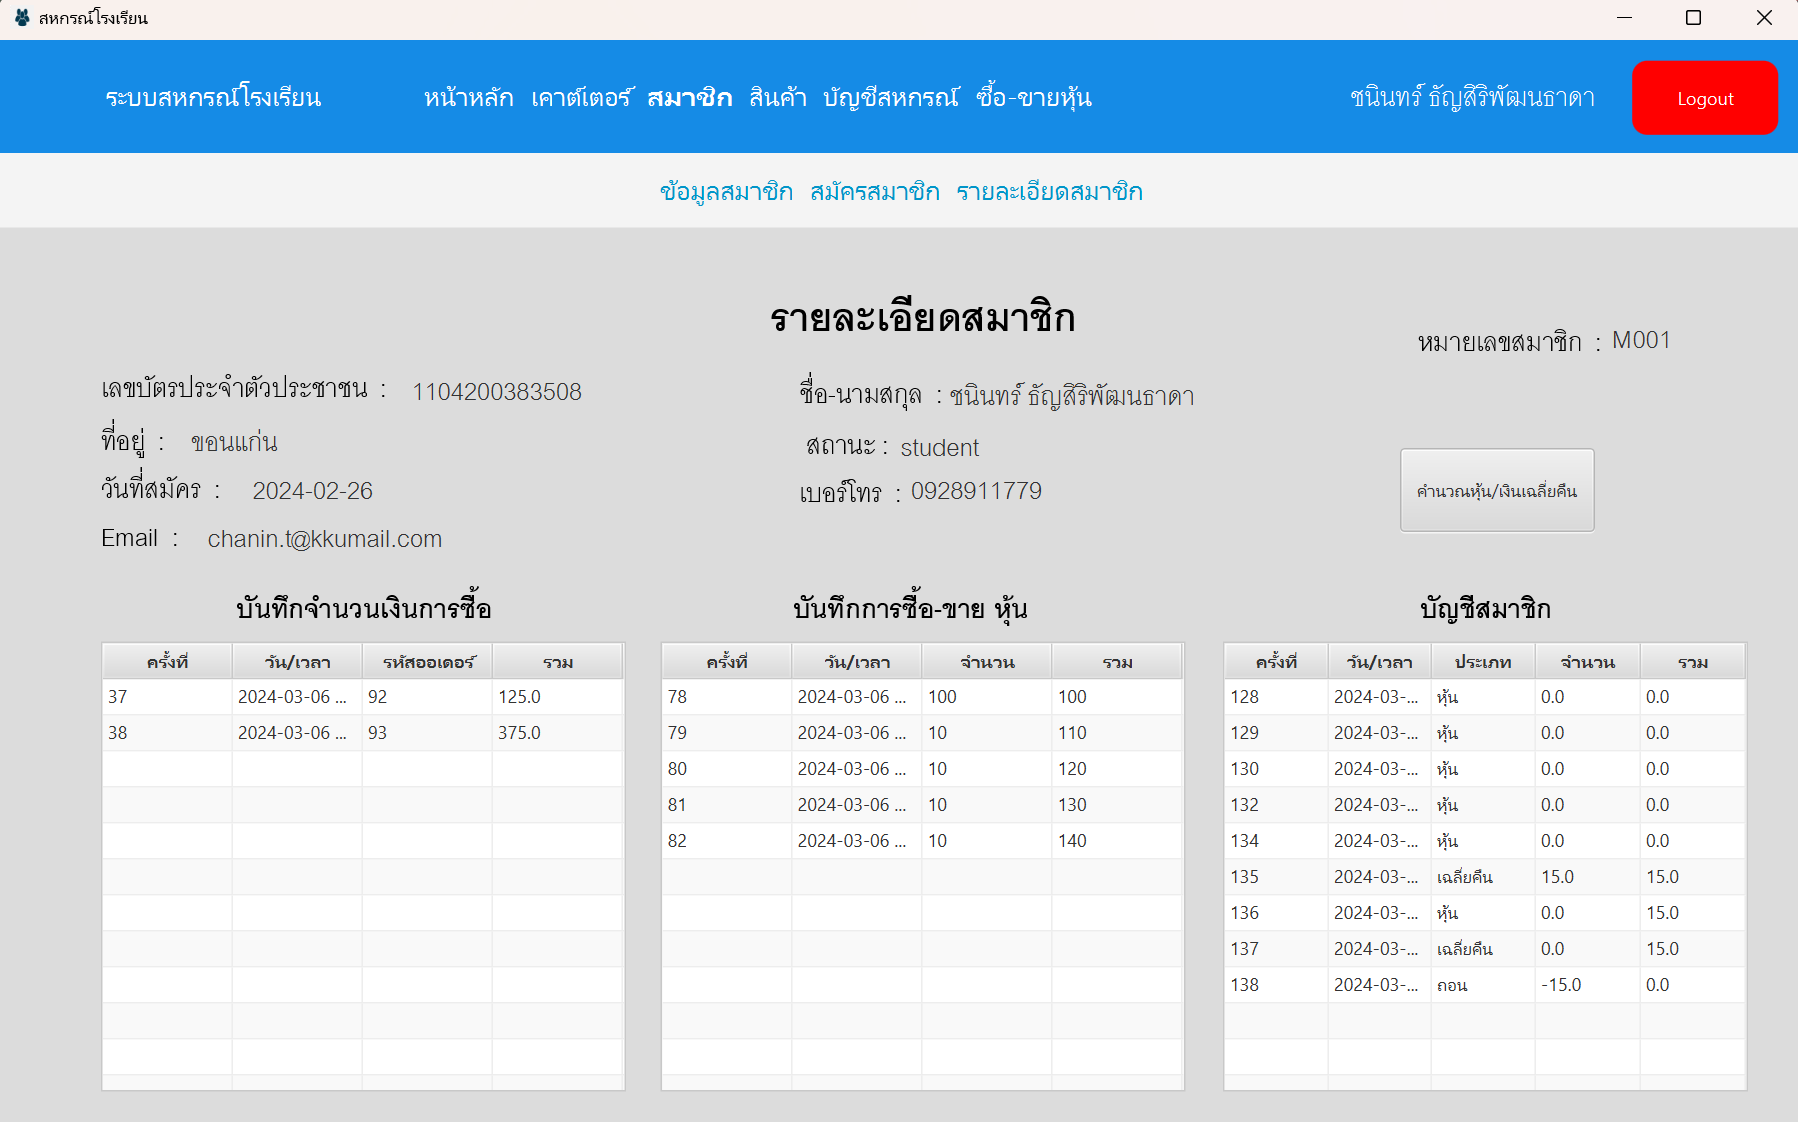 สหกรณ์โรงเรียน
ระบบสหกรณ์โรงเรียน หน้าหลัก เคาต์เตอร์ สมาชิก สินค้า บัญชีสหกรณ์ ซื้อ-ขายหุ้น ชนินทร์ ธัญสิริพัฒนธาดา Logout
ข้อมูลสมาชิก สมัครสมาชิก รายละเอียดสมาชิก
รายละเอียดสมาชิก
หมายเลขสมาชิก : M001
เลขบัตรประจำตัวประชาชน : 1104200383508 ชื่อ-นามสกุล : ชนินทร์ ธัญสิริพัฒนธาดา
ที่อยู่ : ขอนแก่น สถานะ : student
วันที่สมัคร : 2024-02-26 เบอร์โทร : 0928911779 คำนวณหุ้น/เงินเฉลี่ยคืน
Email : chanin.t@kkumail.com
บันทึกจำนวนเงินการซื้อ
ครั้งที่ วัน/เวลา รหัสออเดอร์ รวม
37 2024-03-06 ... 92 125.0
38 2024-03-06 ... 93 375.0
บันทึกการซื้อ-ขาย หุ้น
ครั้งที่ วัน/เวลา จำนวน รวม
78 2024-03-06 ... 100 100
79 2024-03-06 ... 10 110
80 2024-03-06 ... 10 120
81 2024-03-06 ... 10 130
82 2024-03-06 ... 10 140
บัญชีสมาชิก
ครั้งที่ วัน/เวลา ประเภท จำนวน รวม
128 2024-03-... หุ้น 0.0 0.0
129 2024-03-... หุ้น 0.0 0.0
130 2024-03-... หุ้น 0.0 0.0
132 2024-03-... หุ้น 0.0 0.0
134 2024-03-... หุ้น 0.0 0.0
135 2024-03-... เฉลี่ยคืน 15.0 15.0
136 2024-03-... หุ้น 0.0 15.0
137 2024-03-... เฉลี่ยคืน 0.0 15.0
138 2024-03-... ถอน -15.0 0.0